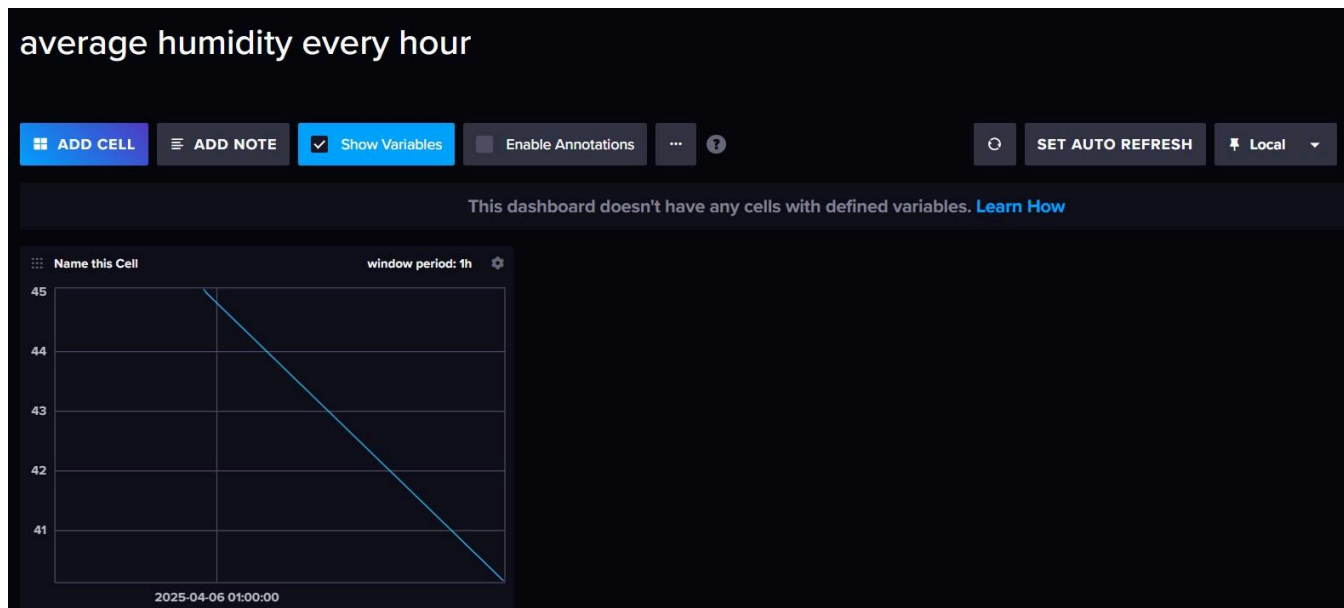 average humidity every hour
ADD CELL ADD NOTE Show Variables Enable Annotations ... ? SET AUTO REFRESH Local
This dashboard doesn't have any cells with defined variables. Learn How
Name this Cell window period: 1h
45
44
43
42
41
2025-04-06 01:00:00